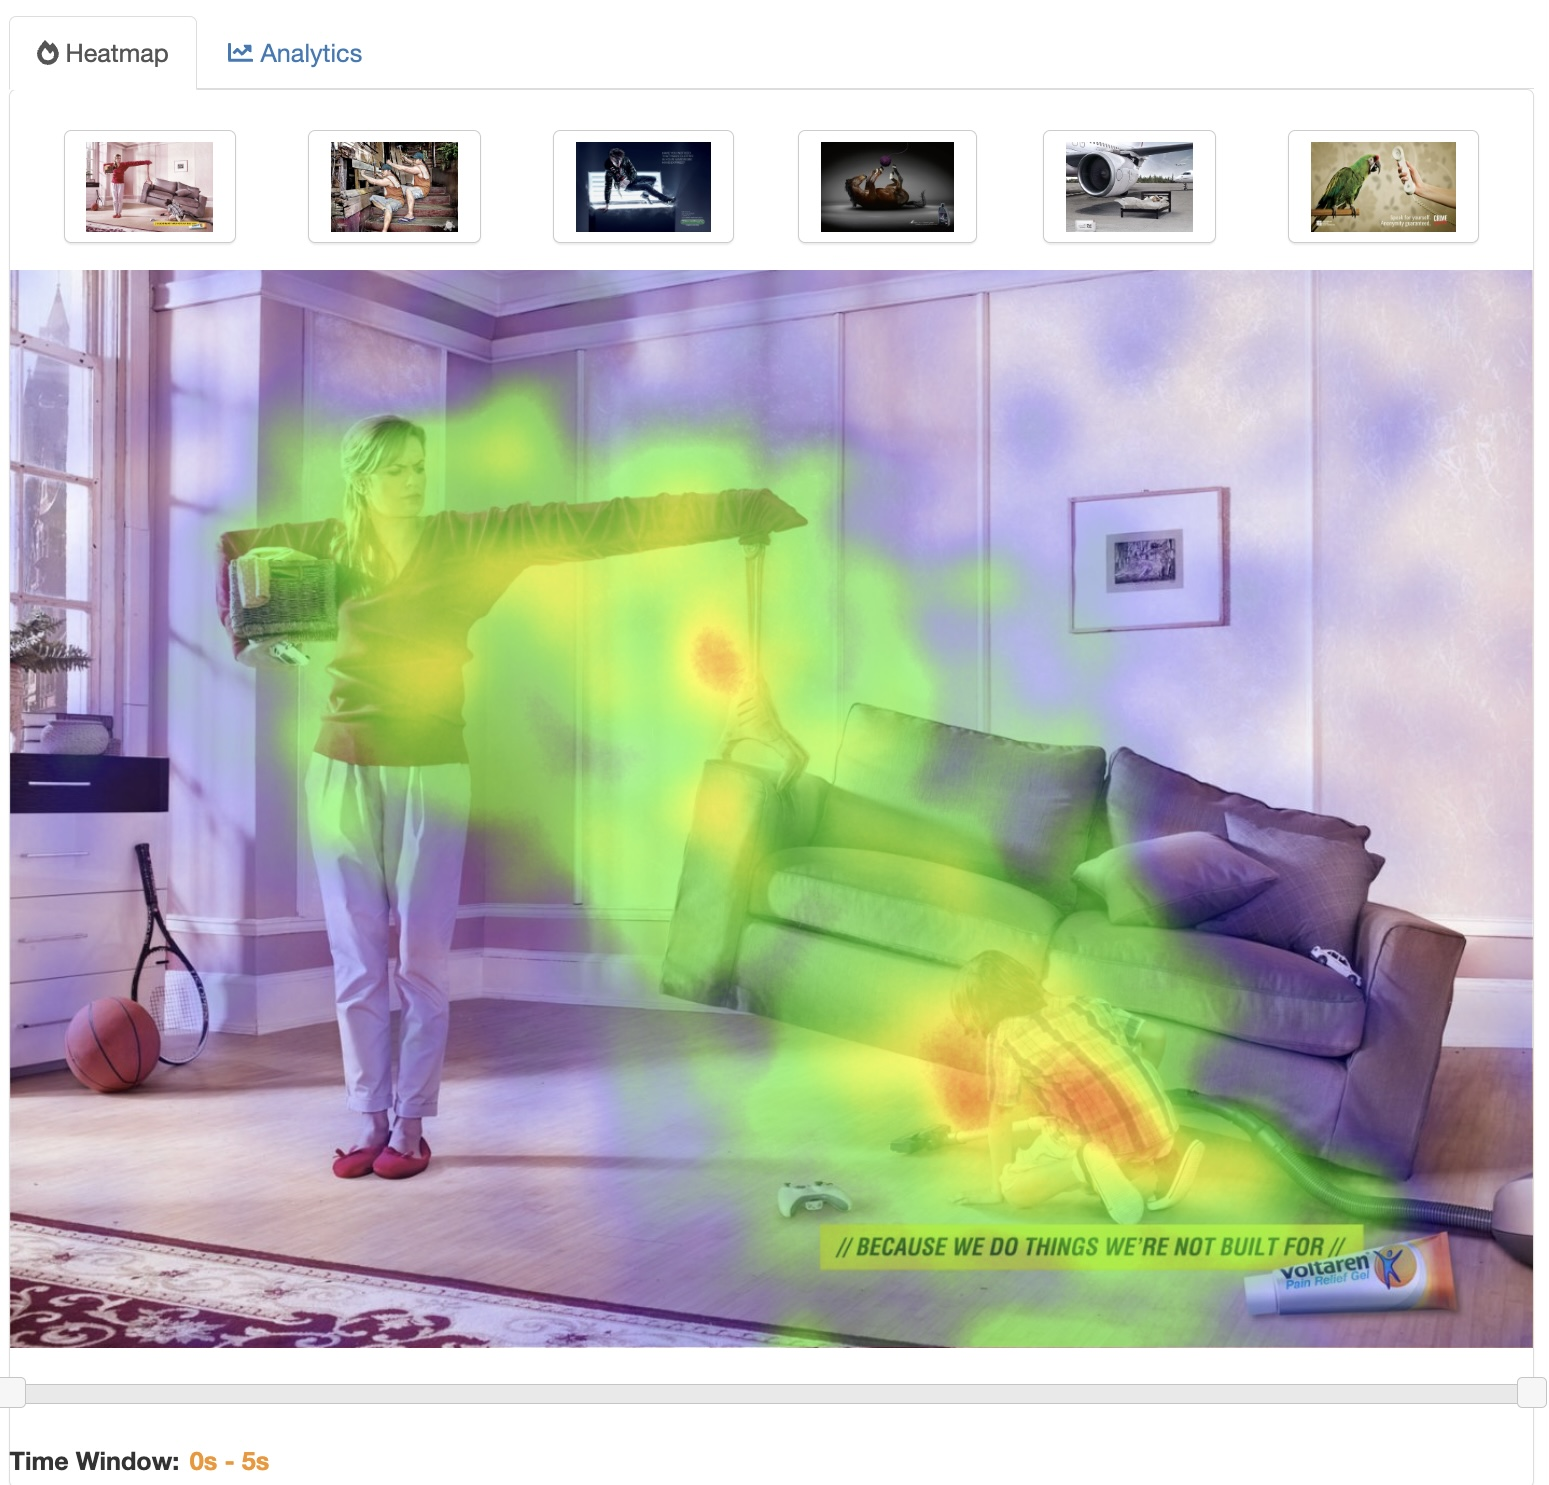 Heatmap
Analytics
// BECAUSE WE DO THINGS WE'RE NOT BUILT FOR //
Voltaren
Pain Relief Gel
Time Window: 0s - 5s